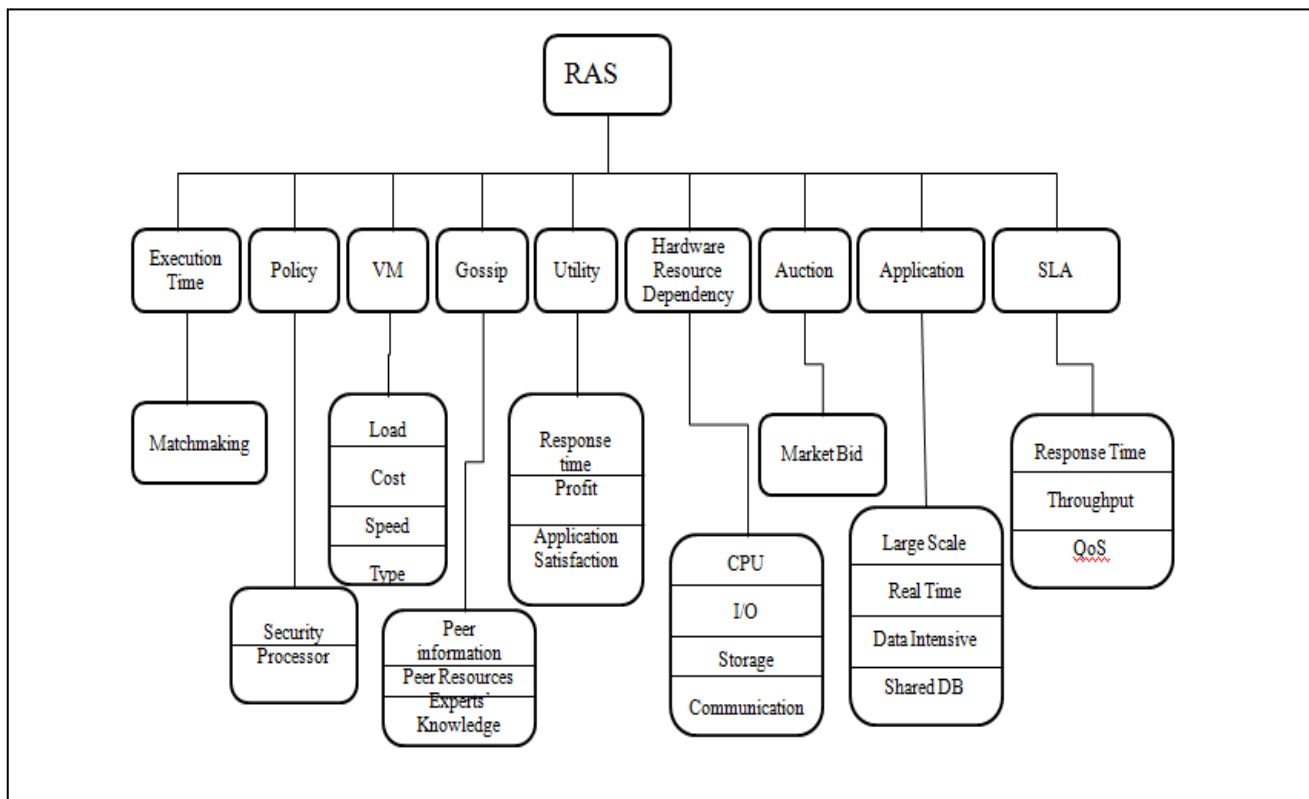 RAS
Execution
Time
Policy
VM
Gossip
Utility
Hardware
Resource
Dependency
Auction
Application
SLA
Matchmaking
Load
Cost
Speed
Type
Response
time
Profit
Application
Satisfaction
Market Bid
Response Time
Throughput
QoS
Security
Processor
Peer
information
Peer Resources
Experts'
Knowledge
CPU
I/O
Storage
Communication
Large Scale
Real Time
Data Intensive
Shared DB